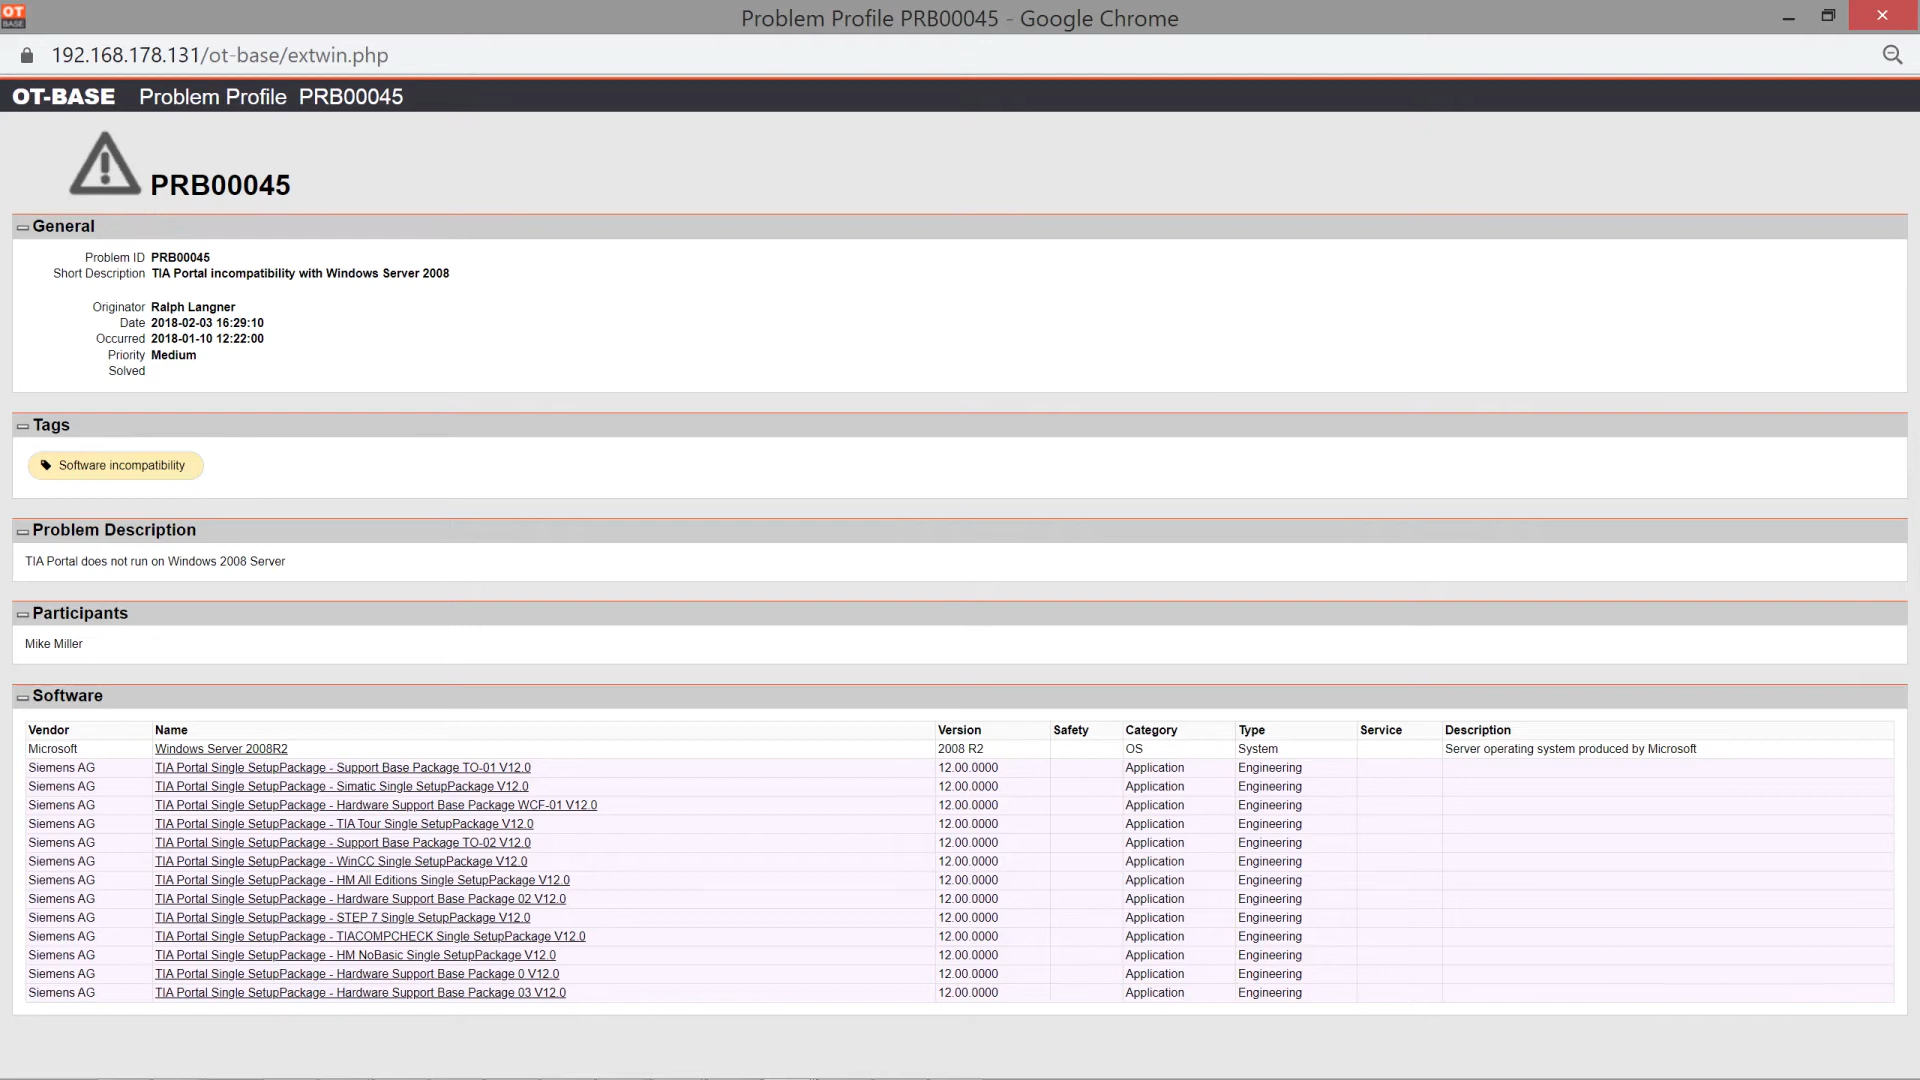 OT
BASE
Problem Profile PRB00045 - Google Chrome
192.168.178.131/ot-base/extwin.php
OT-BASE Problem Profile PRB00045
PRB00045
General
Problem ID PRB00045
Short Description TIA Portal incompatibility with Windows Server 2008
Originator Ralph Langner
Date 2018-02-03 16:29:10
Occurred 2018-01-10 12:22:00
Priority Medium
Solved
Tags
Software incompatibility
Problem Description
TIA Portal does not run on Windows 2008 Server
Participants
Mike Miller
Software
Vendor Name Version Safety Category Type Service Description
Microsoft Windows Server 2008R2 2008 R2 OS System Server operating system produced by Microsoft
Siemens AG TIA Portal Single SetupPackage - Support Base Package TO-01 V12.0 12.00.0000 Application Engineering
Siemens AG TIA Portal Single SetupPackage - Simatic Single SetupPackage V12.0 12.00.0000 Application Engineering
Siemens AG TIA Portal Single SetupPackage - Hardware Support Base Package WCF-01 V12.0 12.00.0000 Application Engineering
Siemens AG TIA Portal Single SetupPackage - TIA Tour Single SetupPackage V12.0 12.00.0000 Application Engineering
Siemens AG TIA Portal Single SetupPackage - Support Base Package TO-02 V12.0 12.00.0000 Application Engineering
Siemens AG TIA Portal Single SetupPackage - WinCC Single SetupPackage V12.0 12.00.0000 Application Engineering
Siemens AG TIA Portal Single SetupPackage - HM All Editions Single SetupPackage V12.0 12.00.0000 Application Engineering
Siemens AG TIA Portal Single SetupPackage - Hardware Support Base Package 02 V12.0 12.00.0000 Application Engineering
Siemens AG TIA Portal Single SetupPackage - STEP 7 Single SetupPackage V12.0 12.00.0000 Application Engineering
Siemens AG TIA Portal Single SetupPackage - TIACOMPCHECK Single SetupPackage V12.0 12.00.0000 Application Engineering
Siemens AG TIA Portal Single SetupPackage - HM NoBasic Single SetupPackage V12.0 12.00.0000 Application Engineering
Siemens AG TIA Portal Single SetupPackage - Hardware Support Base Package 0 V12.0 12.00.0000 Application Engineering
Siemens AG TIA Portal Single SetupPackage - Hardware Support Base Package 03 V12.0 12.00.0000 Application Engineering